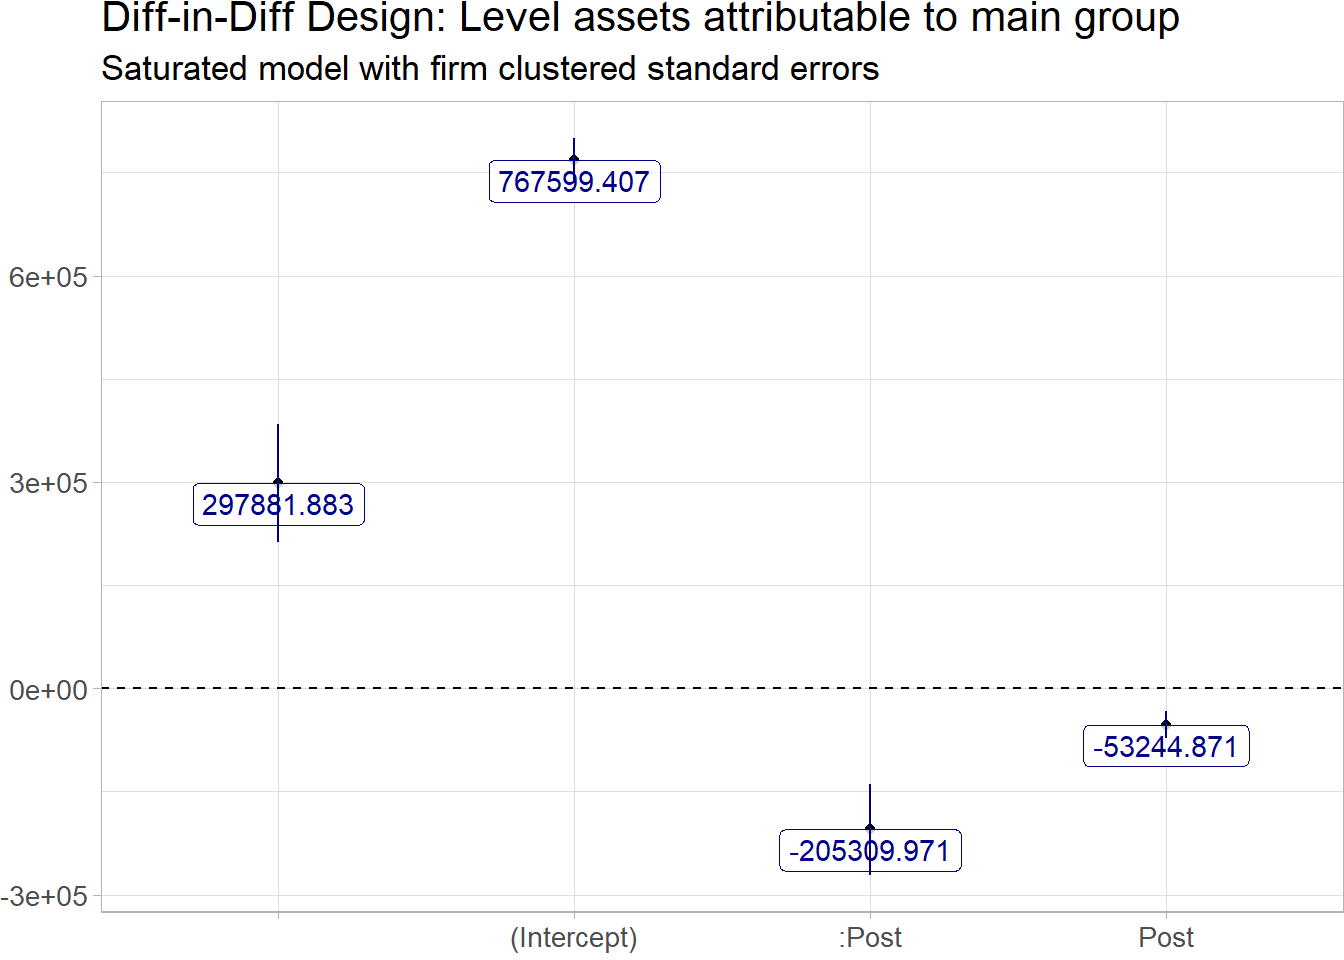 Diff-in-Diff Design: Level assets attributable to main group
Saturated model with firm clustered standard errors
767599.407
6e+05
3e+05
297881.883
0e+00
-53244.871
-205309.971
-3e+05
(Intercept)
:Post
Post